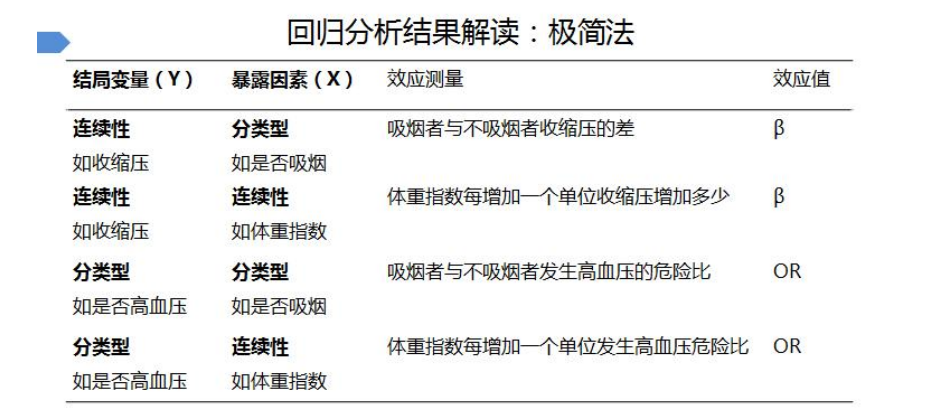 回归分析结果解读：极简法
结局变量（Y） 暴露因素（X） 效应测量 效应值
连续性 分类型 吸烟者与不吸烟者收缩压的差 β
如收缩压 如是否吸烟
连续性 连续性 体重指数每增加一个单位收缩压增加多少 β
如收缩压 如体重指数
分类型 分类型 吸烟者与不吸烟者发生高血压的危险比 OR
如是否高血压 如是否吸烟
分类型 连续性 体重指数每增加一个单位发生高血压危险比 OR
如是否高血压 如体重指数